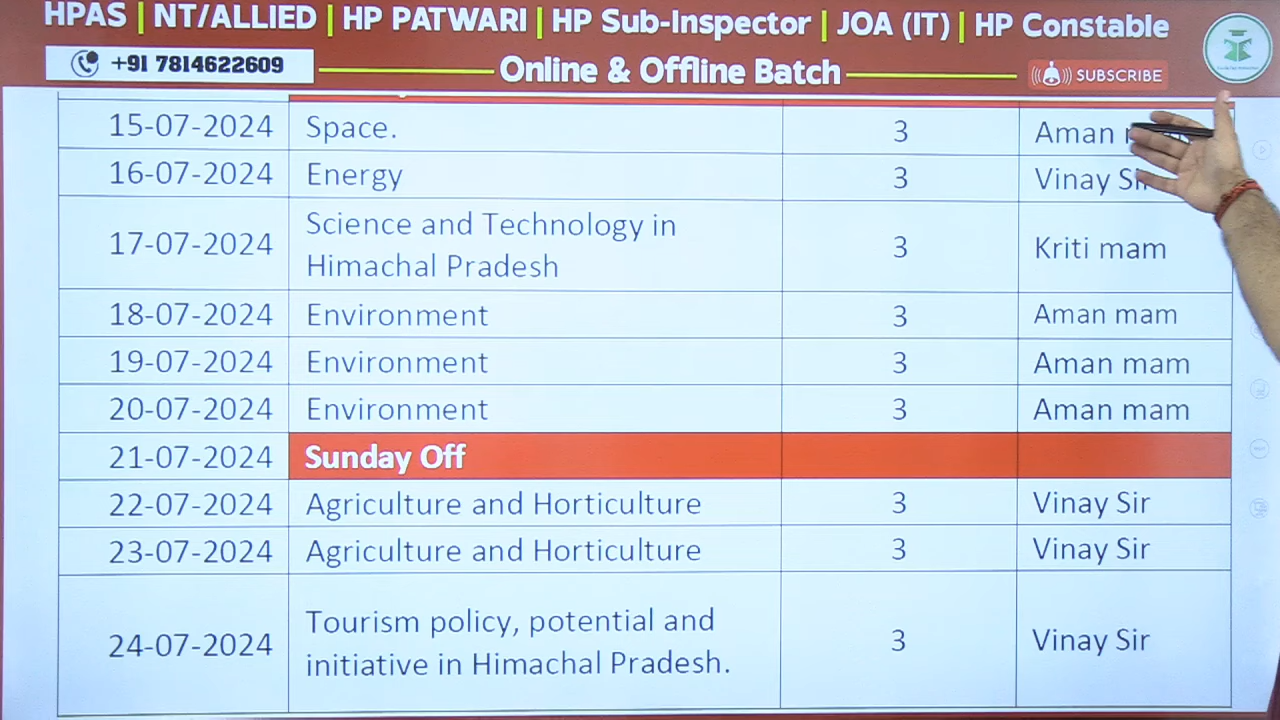 HPAS | NT/ALLIED | HP PATWARI | HP Sub-Inspector | JOA (IT) | HP Constable
+91 7814622609 Online & Offline Batch SUBSCRIBE
15-07-2024 Space. 3 Aman
16-07-2024 Energy 3 Vinay Sir
17-07-2024 Science and Technology in
Himachal Pradesh 3 Kriti mam
18-07-2024 Environment 3 Aman mam
19-07-2024 Environment 3 Aman mam
20-07-2024 Environment 3 Aman mam
21-07-2024 Sunday Off
22-07-2024 Agriculture and Horticulture 3 Vinay Sir
23-07-2024 Agriculture and Horticulture 3 Vinay Sir
24-07-2024 Tourism policy, potential and
initiative in Himachal Pradesh. 3 Vinay Sir